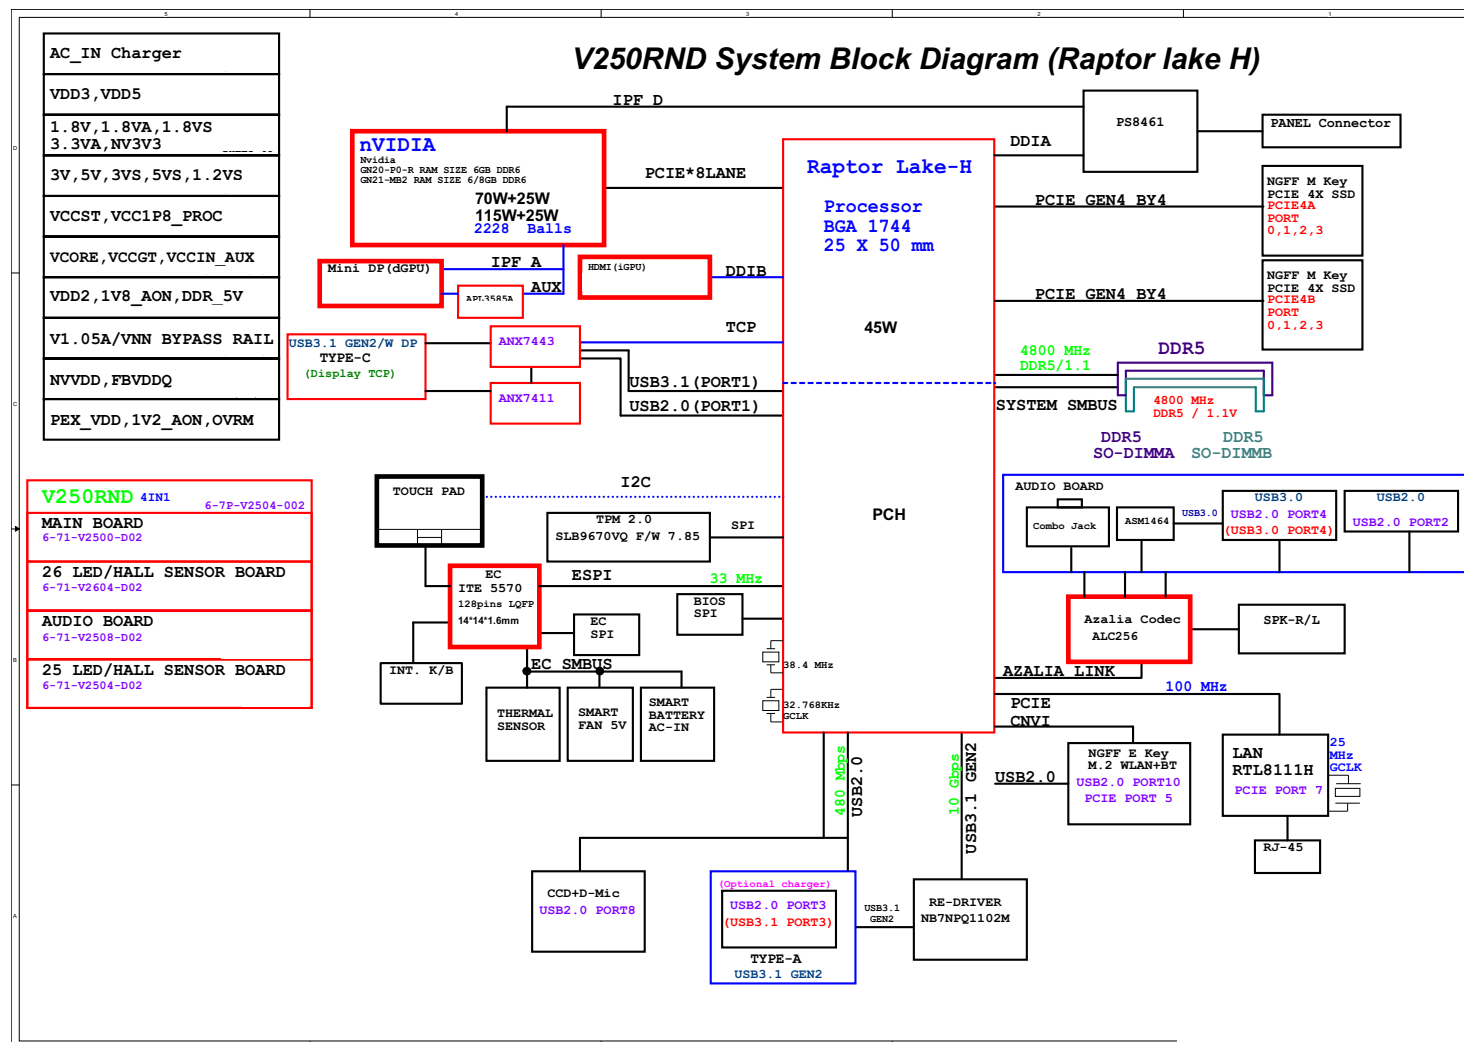 5 4 3 2 1
V250RND System Block Diagram (Raptor lake H)
AC_IN Charger
VDD3,VDD5
1.8V,1.8VA,1.8VS
3.3VA,NV3V3
3V,5V,3VS,5VS,1.2VS
VCCST,VCC1P8_PROC
VCORE,VCCGT,VCCIN_AUX
VDD2,1V8_AON,DDR_5V
V1.05A/VNN BYPASS RAIL
NVVDD,FBVDDQ
PEX_VDD,1V2_AON,OVRM
V250RND 4IN1
6-7P-V2504-002
MAIN BOARD
6-71-V2500-D02
26 LED/HALL SENSOR BOARD
6-71-V2604-D02
AUDIO BOARD
6-71-V2508-D02
25 LED/HALL SENSOR BOARD
6-71-V2504-D02
D
C
B
A
nVIDIA
Nvidia
GN20-P0-R RAM SIZE 6GB DDR6
GN21-MB2 RAM SIZE 6/8GB DDR6
70W+25W
115W+25W
2228 Balls
IPF D
PCIE*8LANE
Mini DP(dGPU)
IPF A
AUX
APL3585A
HDMI(iGPU)
DDIB
USB3.1 GEN2/W DP
TYPE-C
(Display TCP)
ANX7443
ANX7411
TCP
USB3.1(PORT1)
USB2.0(PORT1)
Raptor Lake-H
Processor
BGA 1744
25 X 50 mm
45W
PCH
PS8461
DDIA
PANEL Connector
PCIE GEN4 BY4
NGFF M Key
PCIE 4X SSD
PCIE4A
PORT
0,1,2,3
PCIE GEN4 BY4
NGFF M Key
PCIE 4X SSD
PCIE4B
PORT
0,1,2,3
4800 MHz
DDR5/1.1
DDR5
SYSTEM SMBUS
4800 MHz
DDR5 / 1.1V
DDR5
SO-DIMMA
DDR5
SO-DIMMB
TOUCH PAD
I2C
TPM 2.0
SLB9670VQ F/W 7.85
SPI
EC
ITE 5570
128pins LQFP
14*14*1.6mm
ESPI
33 MHz
BIOS
SPI
EC
SPI
INT. K/B
EC SMBUS
THERMAL
SENSOR
SMART
FAN 5V
SMART
BATTERY
AC-IN
38.4 MHz
32.768KHz
GCLK
AUDIO BOARD
Combo Jack
ASM1464
USB3.0
USB3.0
USB2.0 PORT4
(USB3.0 PORT4)
USB2.0
USB2.0 PORT2
Azalia Codec
ALC256
SPK-R/L
AZALIA LINK
100 MHz
PCIE
CNVI
USB2.0
NGFF E Key
M.2 WLAN+BT
USB2.0 PORT10
PCIE PORT 5
LAN
RTL8111H
PCIE PORT 7
25
MHz
GCLK
RJ-45
480 Mbps
USB2.0
10 Gbps
USB3.1 GEN2
CCD+D-Mic
USB2.0 PORT8
(Optional charger)
USB2.0 PORT3
(USB3.1 PORT3)
TYPE-A
USB3.1 GEN2
USB3.1
GEN2
RE-DRIVER
NB7NPQ1102M